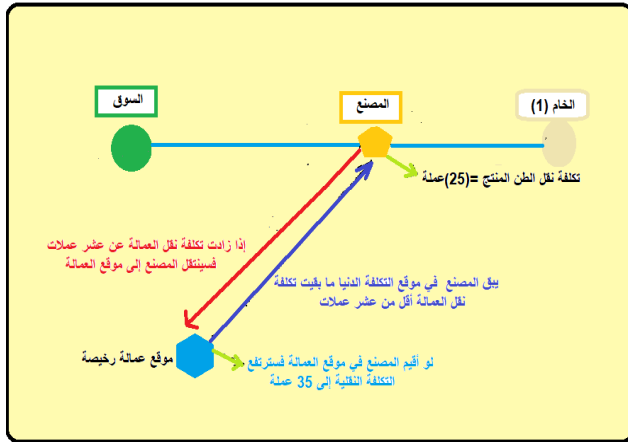 السوق
المصنع
الخام (1)
تكلفة نقل الطن المنتج =(25)عملة
إذا زادت تكلفة نقل العمالة عن عشر عملات
فسينتقل المصنع إلى موقع العمالة
يبق المصنع في موقع التكلفة الدنيا ما بقيت تكلفة
نقل العمالة أقل من عشر عملات
موقع عمالة رخيصة
لو أقيم المصنع في موقع العمالة فسترتفع
التكلفة النقلية إلى 35 عملة